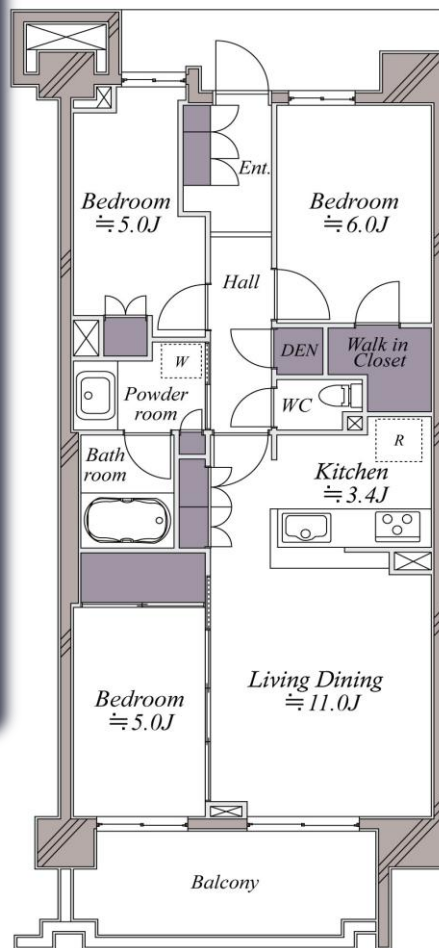 Ent.
Bedroom
≒5.0J
Bedroom
≒6.0J
Hall
DEN
Walk in
Closet
W
Powder
room
WC
R
Bath
room
Kitchen
≒3.4J
Living Dining
≒11.0J
Bedroom
≒5.0J
Balcony